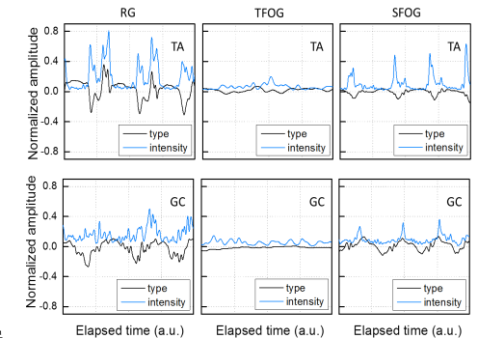 RG TFOG SFOG
Normalized amplitude
0.8
0.4
0.0
-0.4
-0.8
TA
type
intensity
TA
type
intensity
TA
type
intensity
Normalized amplitude
0.8
0.4
0.0
-0.4
-0.8
GC
type
intensity
GC
type
intensity
GC
type
intensity
Elapsed time (a.u.) Elapsed time (a.u.) Elapsed time (a.u.)